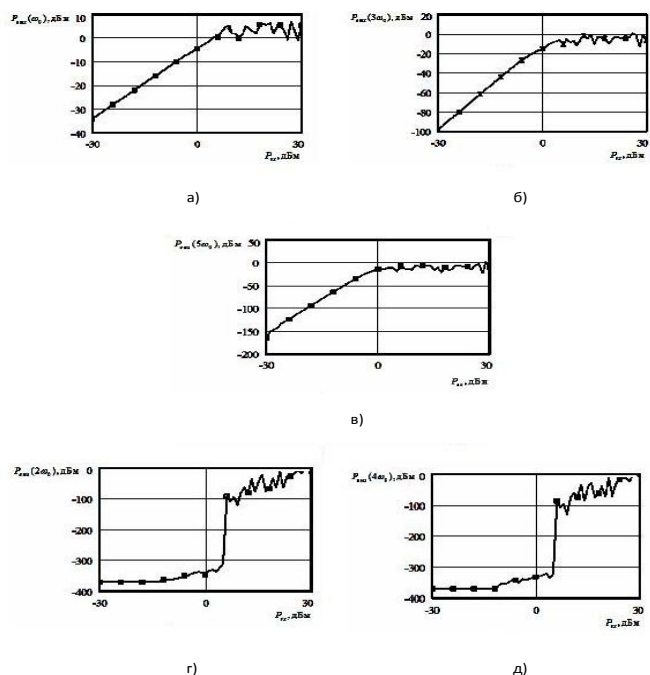 Pвых(ω₀), дБм
10
0
-10
-20
-30
-40
-30
0
30
Pвх, дБм
а)
Pвых(3ω₀), дБм
20
0
-20
-40
-60
-80
-100
-30
0
30
Pвх, дБм
б)
Pвых(5ω₀), дБм
50
0
-50
-100
-150
-200
-30
0
30
Pвх, дБм
в)
Pвых(2ω₀), дБм
0
-100
-200
-300
-400
-30
0
30
Pвх, дБм
г)
Pвых(4ω₀), дБм
0
-100
-200
-300
-400
-30
0
30
Pвх, дБм
д)